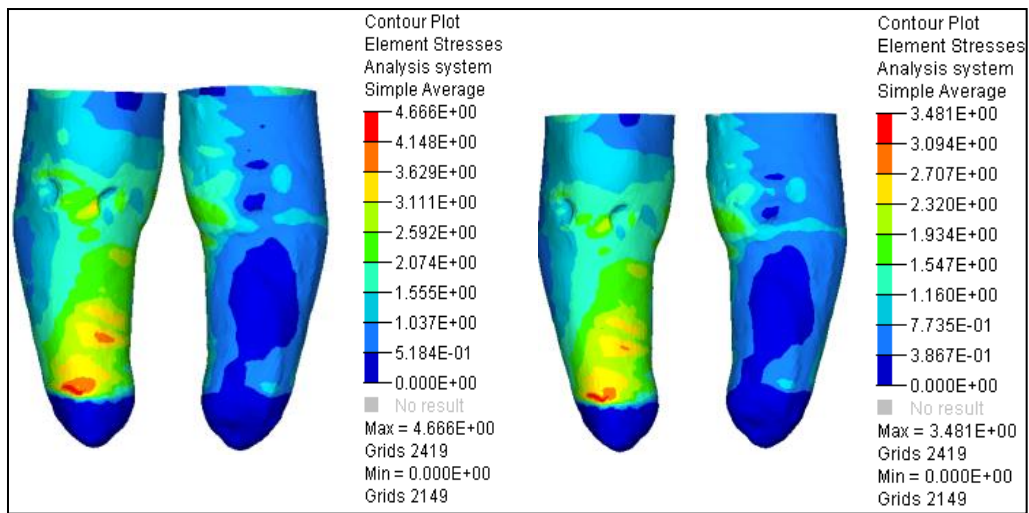 Contour Plot
Element Stresses
Analysis system
Simple Average
4.666E+00
4.148E+00
3.629E+00
3.111E+00
2.592E+00
2.074E+00
1.555E+00
1.037E+00
5.184E-01
0.000E+00
No result
Max = 4.666E+00
Grids 2419
Min = 0.000E+00
Grids 2149
Contour Plot
Element Stresses
Analysis system
Simple Average
3.481E+00
3.094E+00
2.707E+00
2.320E+00
1.934E+00
1.547E+00
1.160E+00
7.735E-01
3.867E-01
0.000E+00
No result
Max = 3.481E+00
Grids 2419
Min = 0.000E+00
Grids 2149